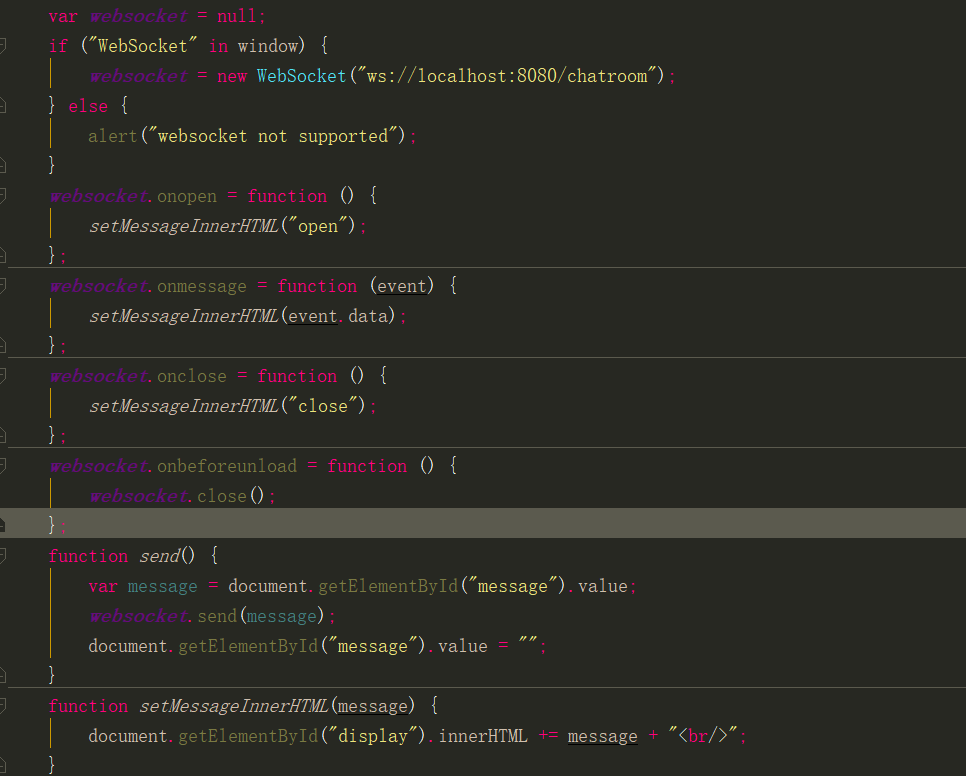 var websocket = null;
if ("WebSocket" in window) {
    websocket = new WebSocket("ws://localhost:8080/chatroom");
} else {
    alert("websocket not supported");
}
websocket.onopen = function () {
    setMessageInnerHTML("open");
};
websocket.onmessage = function (event) {
    setMessageInnerHTML(event.data);
};
websocket.onclose = function () {
    setMessageInnerHTML("close");
};
websocket.onbeforeunload = function () {
    websocket.close();
};
function send() {
    var message = document.getElementById("message").value;
    websocket.send(message);
    document.getElementById("message").value = "";
}
function setMessageInnerHTML(message) {
    document.getElementById("display").innerHTML += message + "<br/>";
}